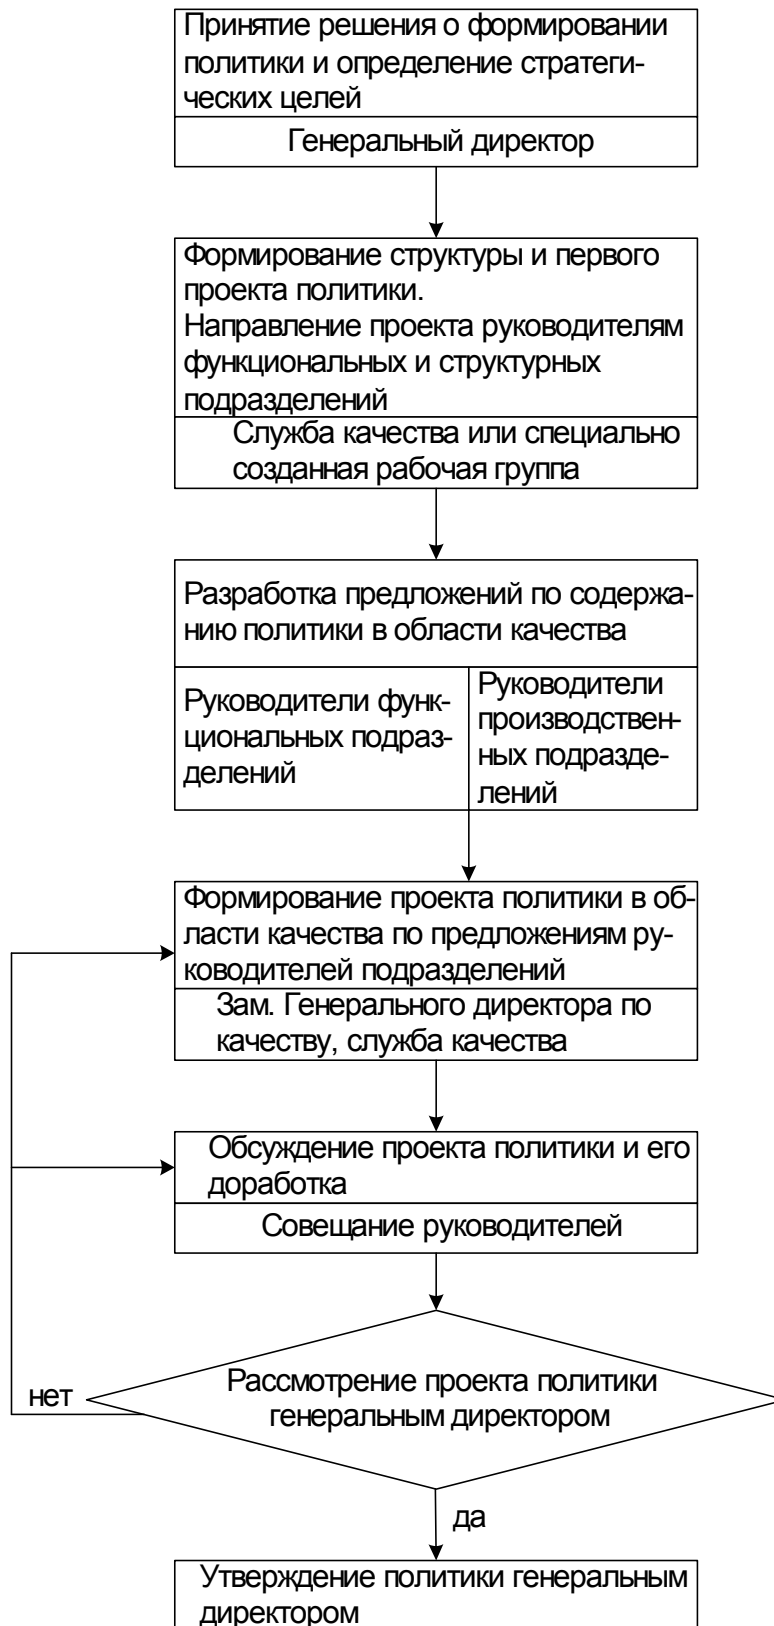 Принятие решения о формировании
политики и определение стратеги-
ческих целей
Генеральный директор
Формирование структуры и первого
проекта политики.
Направление проекта руководителям
функциональных и структурных
подразделений
Служба качества или специально
созданная рабочая группа
Разработка предложений по содержа-
нию политики в области качества
Руководители функ-
циональных подраз-
делений
Руководители
производствен-
ных подразде-
лений
Формирование проекта политики в об-
ласти качества по предложениям ру-
ководителей подразделений
Зам. Генерального директора по
качеству, служба качества
Обсуждение проекта политики и его
доработка
Совещание руководителей
Рассмотрение проекта политики
генеральным директором
нет
да
Утверждение политики генеральным
директором